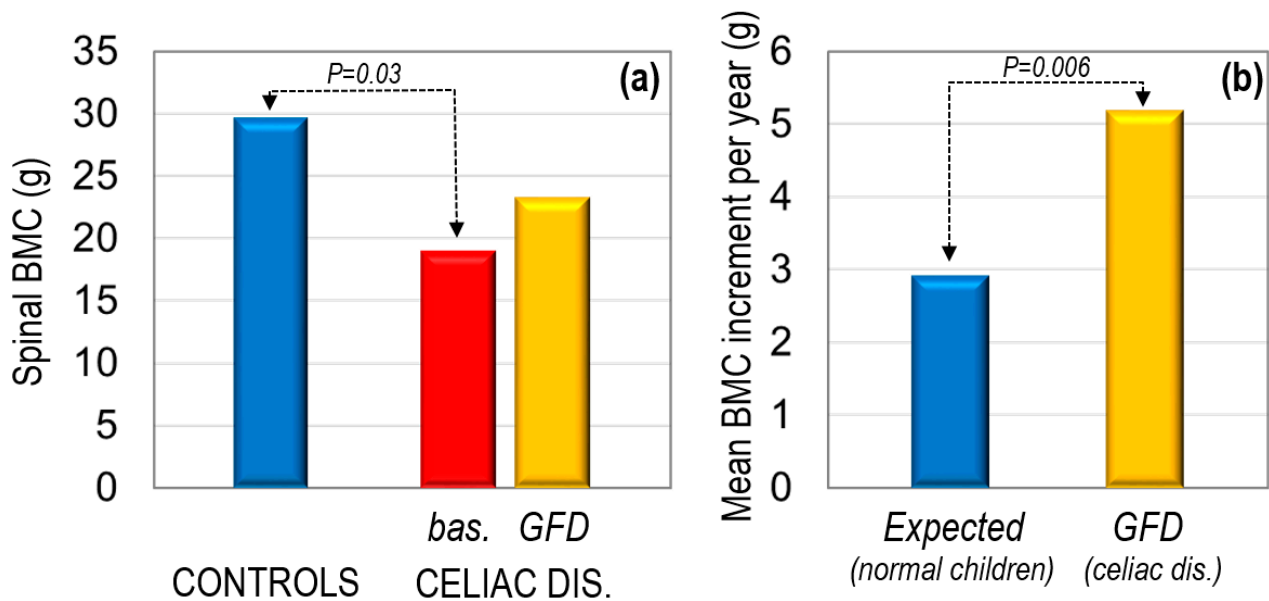 Spinal BMC (g)
35
30
25
20
15
10
5
0
P=0.03
(a)
bas. GFD
CONTROLS CELIAC DIS.
Mean BMC increment per year (g)
6
5
4
3
2
1
0
P=0.006
(b)
Expected GFD
(normal children) (celiac dis.)